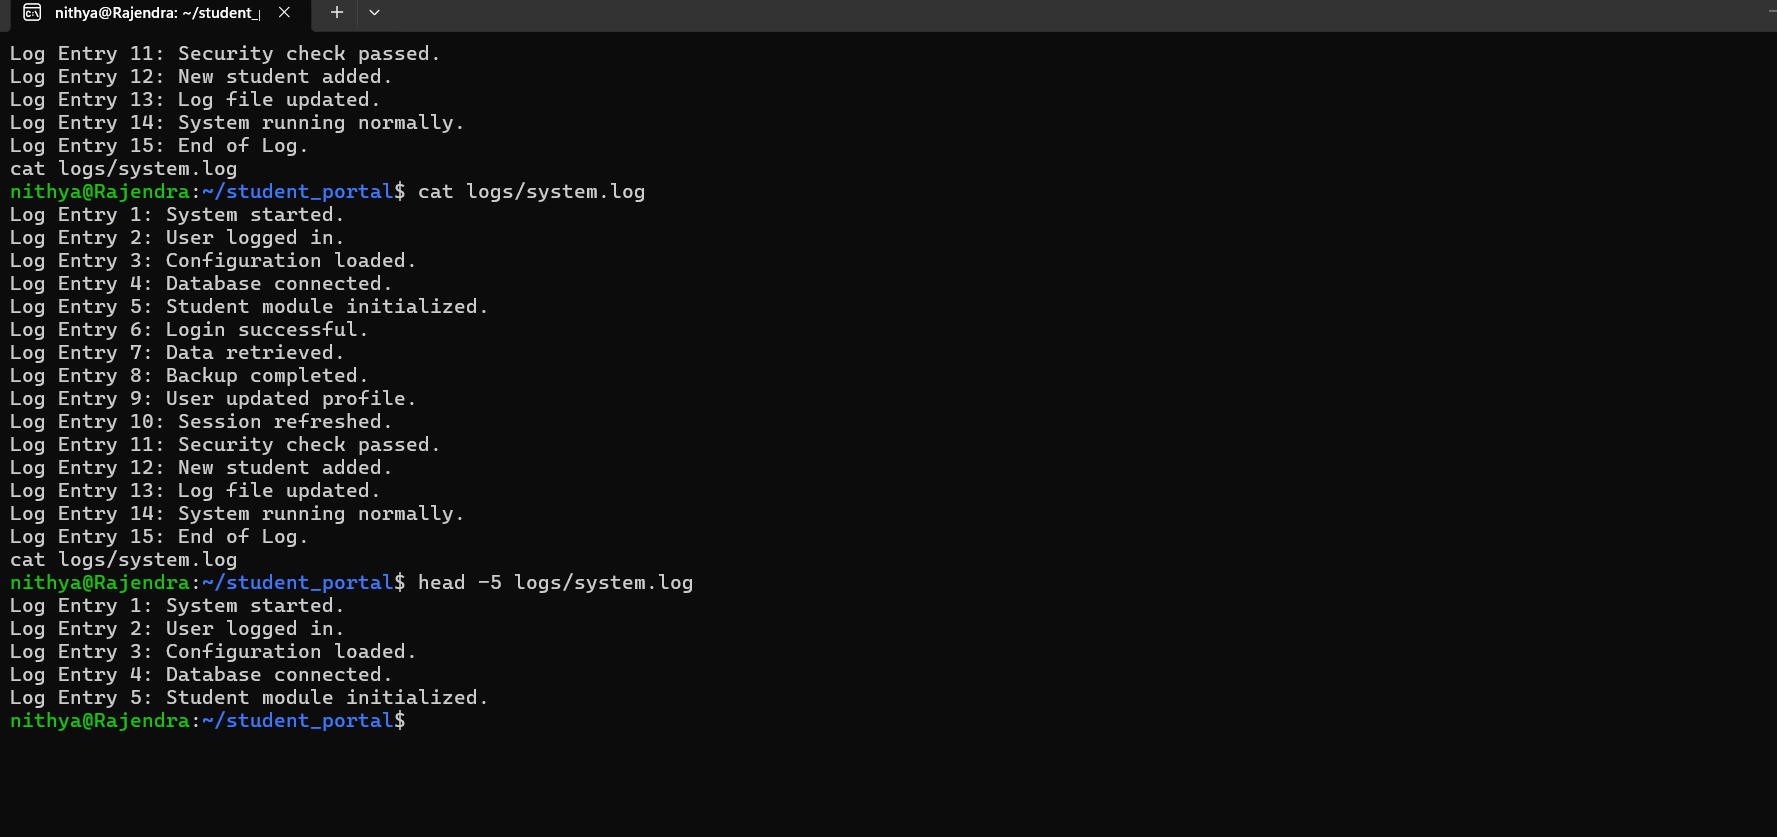 nithya@Rajendra: ~/student_
Log Entry 11: Security check passed.
Log Entry 12: New student added.
Log Entry 13: Log file updated.
Log Entry 14: System running normally.
Log Entry 15: End of Log.
cat logs/system.log
nithya@Rajendra:~/student_portal$ cat logs/system.log
Log Entry 1: System started.
Log Entry 2: User logged in.
Log Entry 3: Configuration loaded.
Log Entry 4: Database connected.
Log Entry 5: Student module initialized.
Log Entry 6: Login successful.
Log Entry 7: Data retrieved.
Log Entry 8: Backup completed.
Log Entry 9: User updated profile.
Log Entry 10: Session refreshed.
Log Entry 11: Security check passed.
Log Entry 12: New student added.
Log Entry 13: Log file updated.
Log Entry 14: System running normally.
Log Entry 15: End of Log.
cat logs/system.log
nithya@Rajendra:~/student_portal$ head -5 logs/system.log
Log Entry 1: System started.
Log Entry 2: User logged in.
Log Entry 3: Configuration loaded.
Log Entry 4: Database connected.
Log Entry 5: Student module initialized.
nithya@Rajendra:~/student_portal$